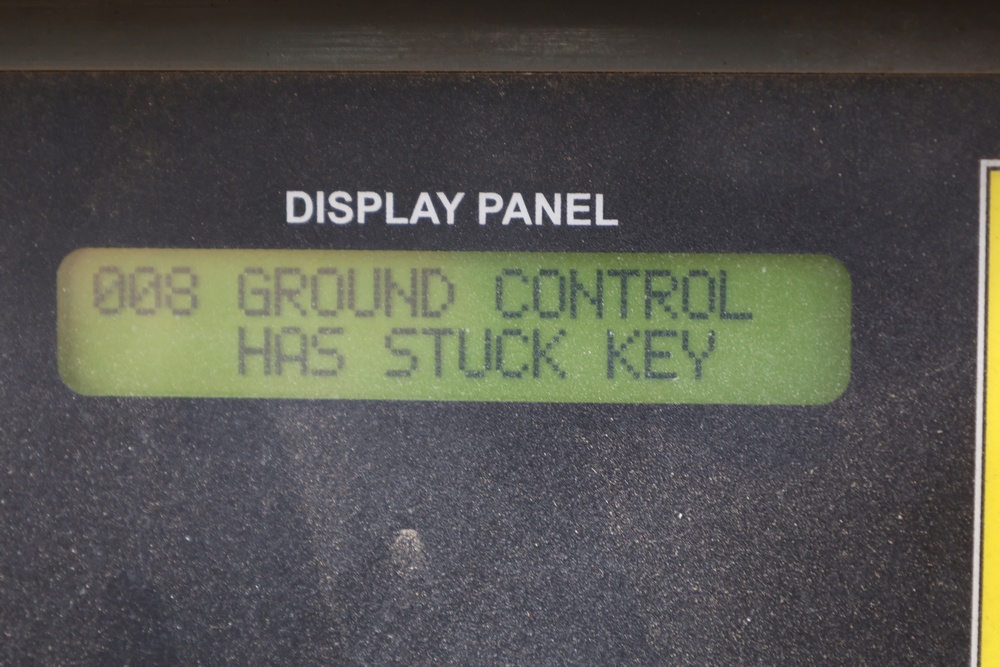 DISPLAY PANEL
008 GROUND CONTROL
HAS STUCK KEY